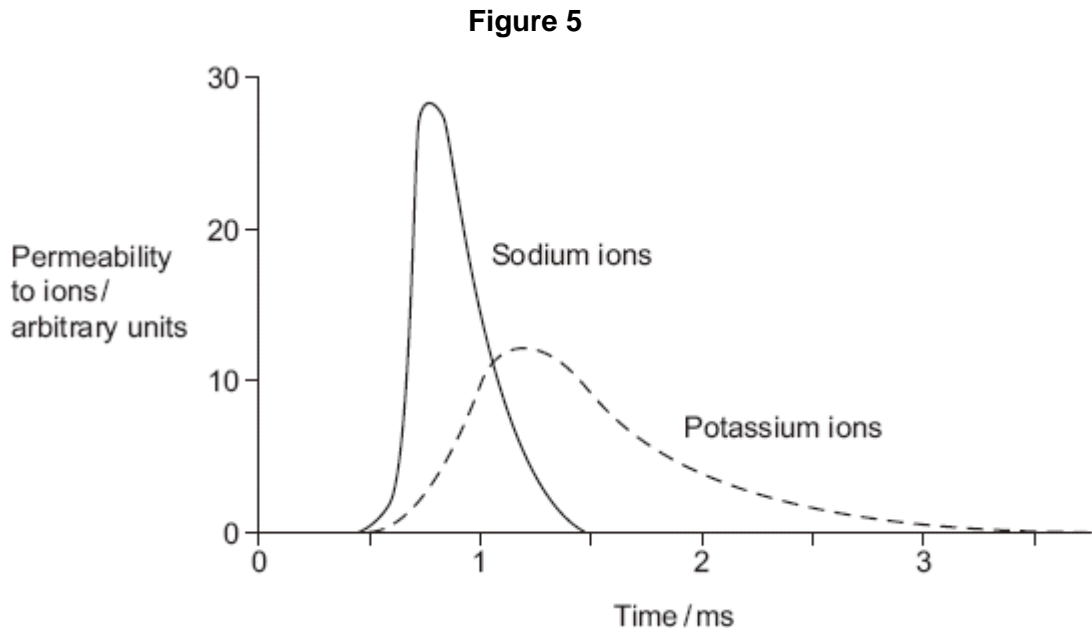 Figure 5
30
20
10
0
Permeability
to ions/
arbitrary units
Sodium ions
Potassium ions
0
1
2
3
Time / ms